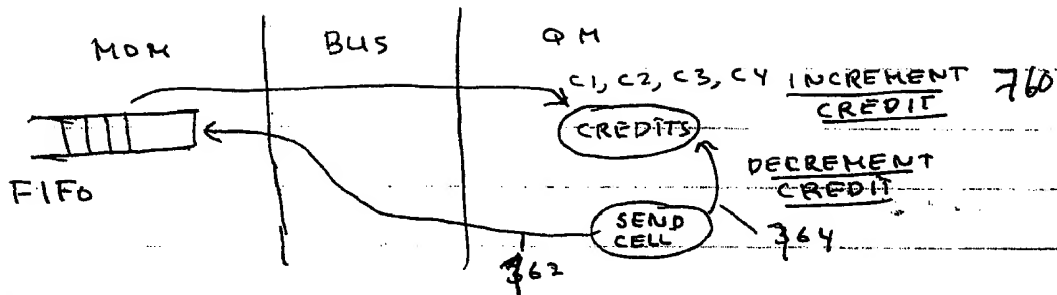 MOM BUS QM
C1, C2, C3, C4 INCREMENT 760
CREDIT
CREDITS
FIFO
DECREMENT
CREDIT
SEND
CELL
764
762